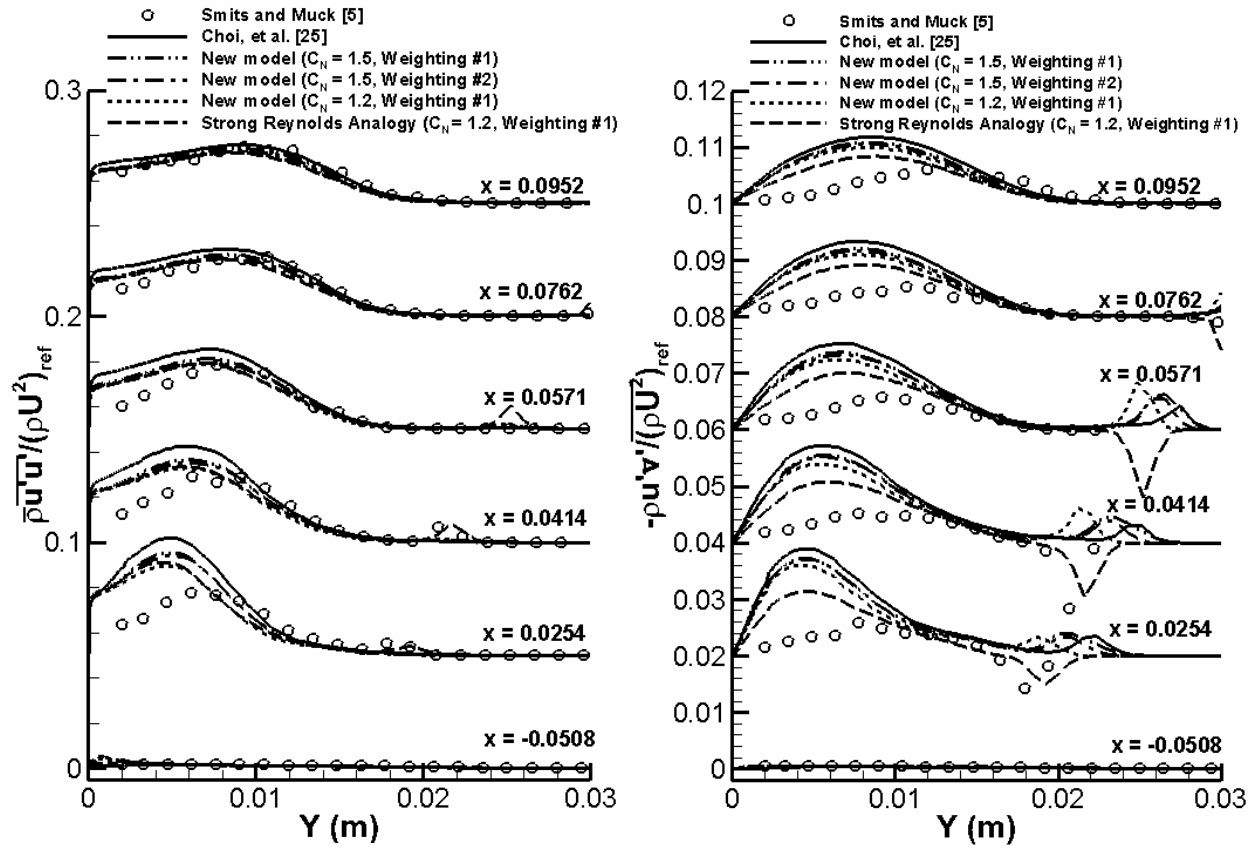 Smits and Muck [5]
Choi, et al. [25]
New model (C_N = 1.5, Weighting #1)
New model (C_N = 1.5, Weighting #2)
New model (C_N = 1.2, Weighting #1)
Strong Reynolds Analogy (C_N = 1.2, Weighting #1)
0.3
0.2
0.1
0
x = 0.0952
x = 0.0762
x = 0.0571
x = 0.0414
x = 0.0254
x = -0.0508
ρu'u'/(ρU²)ref
0
0.01
0.02
0.03
Y (m)
Smits and Muck [5]
Choi, et al. [25]
New model (C_N = 1.5, Weighting #1)
New model (C_N = 1.5, Weighting #2)
New model (C_N = 1.2, Weighting #1)
Strong Reynolds Analogy (C_N = 1.2, Weighting #1)
0.12
0.11
0.1
0.09
0.08
0.07
0.06
0.05
0.04
0.03
0.02
0.01
0
x = 0.0952
x = 0.0762
x = 0.0571
x = 0.0414
x = 0.0254
x = -0.0508
-ρu'v'/(ρU²)ref
0
0.01
0.02
0.03
Y (m)